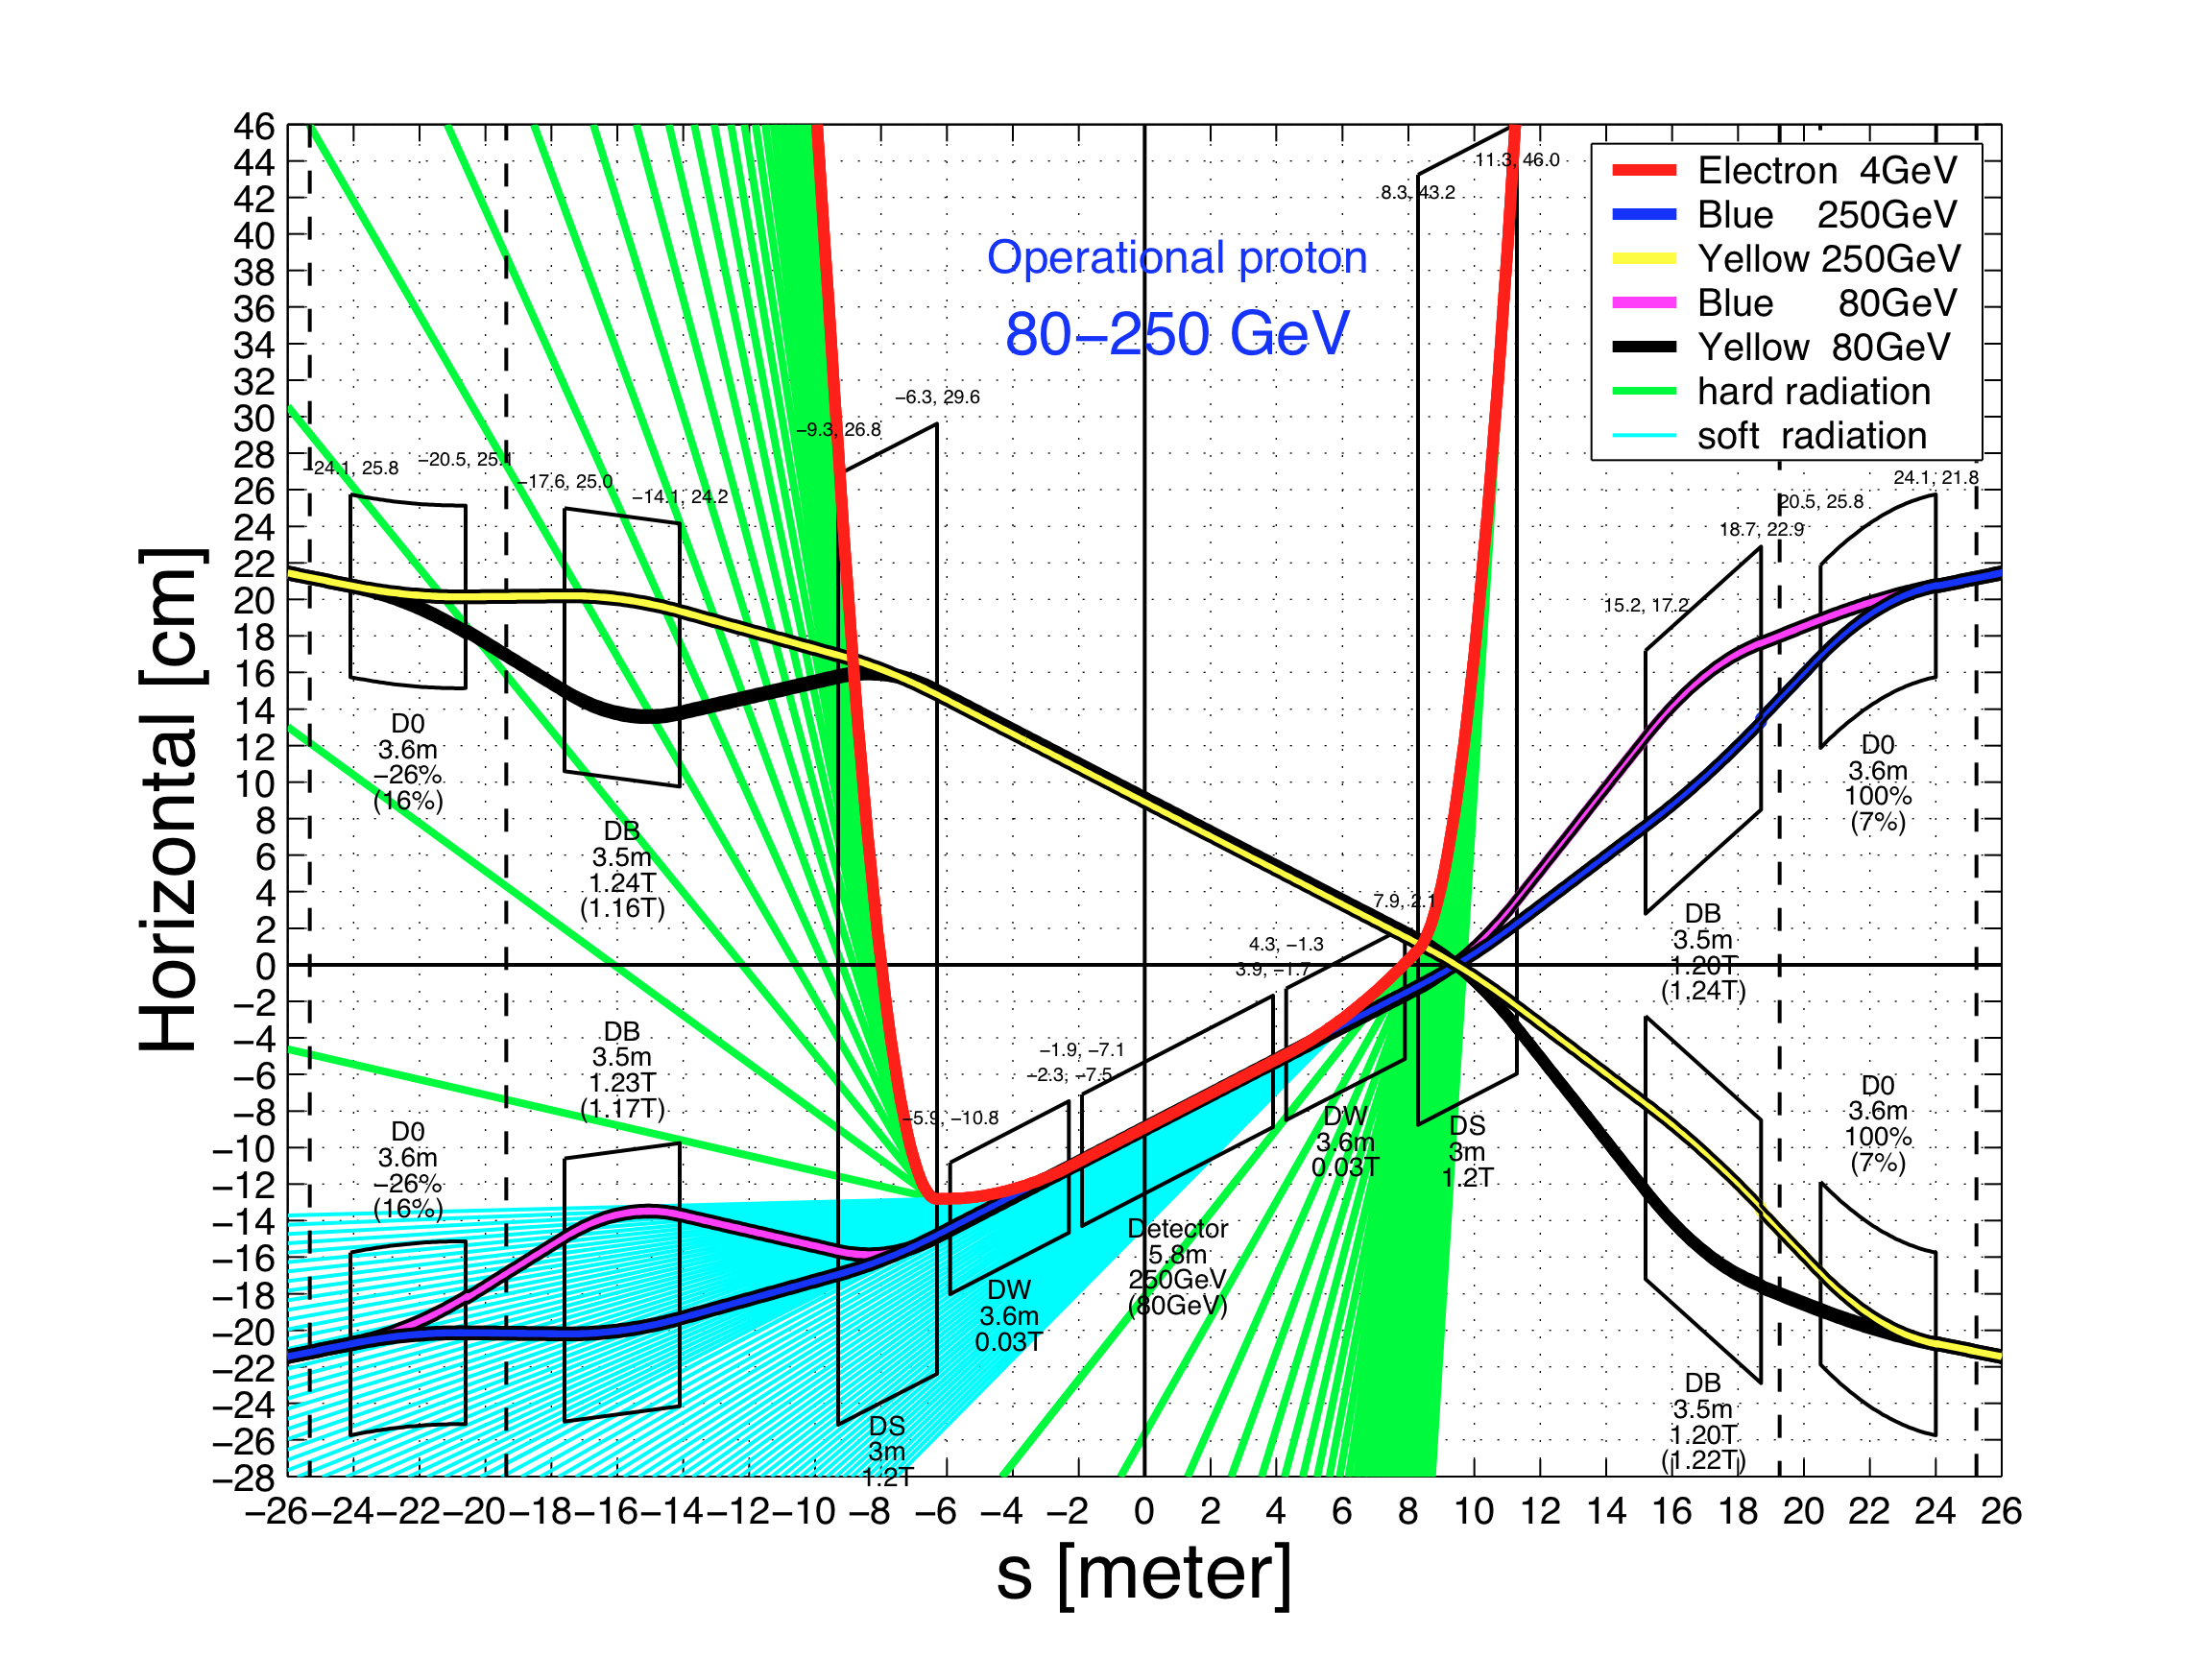 Operational proton
80−250 GeV
Electron 4GeV
Blue 250GeV
Yellow 250GeV
Blue 80GeV
Yellow 80GeV
hard radiation
soft radiation
Horizontal [cm]
46
44
42
40
38
36
34
32
30
28
26
24
22
20
18
16
14
12
10
8
6
4
2
0
−2
−4
−6
−8
−10
−12
−14
−16
−18
−20
−22
−24
−26
−28
11.3, 46.0
8.3, 43.2
−6.3, 29.6
−9.3, 26.8
−24.1, 25.8
−20.5, 25.1
−17.6, 25.0
−14.1, 24.2
24.1, 21.8
20.5, 25.8
18.7, 22.9
15.2, 17.2
7.9, 2.1
4.3, −1.3
3.9, −1.7
−1.9, −7.1
−2.3, −7.5
−5.9, −10.8
D0
3.6m
−26%
(16%)
DB
3.5m
1.24T
(1.16T)
D0
3.6m
100%
(7%)
DB
3.5m
1.20T
(1.24T)
DB
3.5m
1.23T
(1.17T)
D0
3.6m
−26%
(16%)
DW
3.6m
0.03T
DS
3m
1.2T
D0
3.6m
100%
(7%)
Detector
5.8m
250GeV
(80GeV)
DW
3.6m
0.03T
DS
3m
1.2T
DB
3.5m
1.20T
(1.22T)
−26 −24 −22 −20 −18 −16 −14 −12 −10 −8 −6 −4 −2 0 2 4 6 8 10 12 14 16 18 20 22 24 26
s [meter]